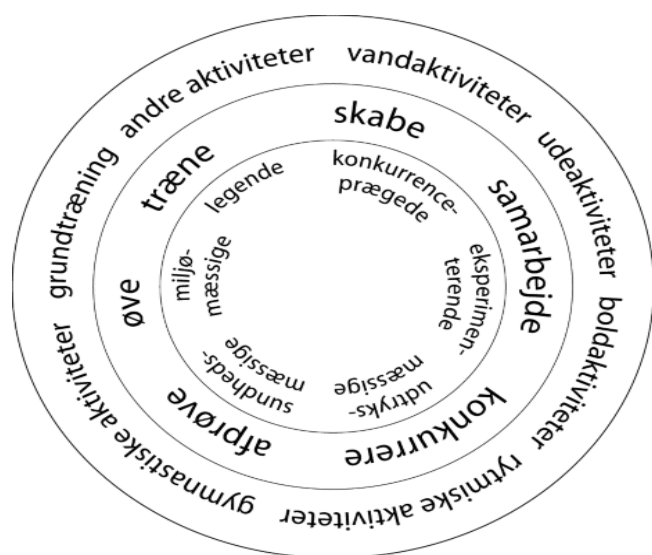 vandaktiviteter
udeaktiviteter
boldaktiviteter
rytmiske aktiviteter
gymnastiske aktiviteter
grundtræning
andre aktiviteter
skabe
samarbejde
konkurrere
afprøve
øve
træne
konkurrence-
prægede
eksperimen-
terende
udtryks-
mæssige
sundheds-
mæssige
miljø-
mæssige
legende